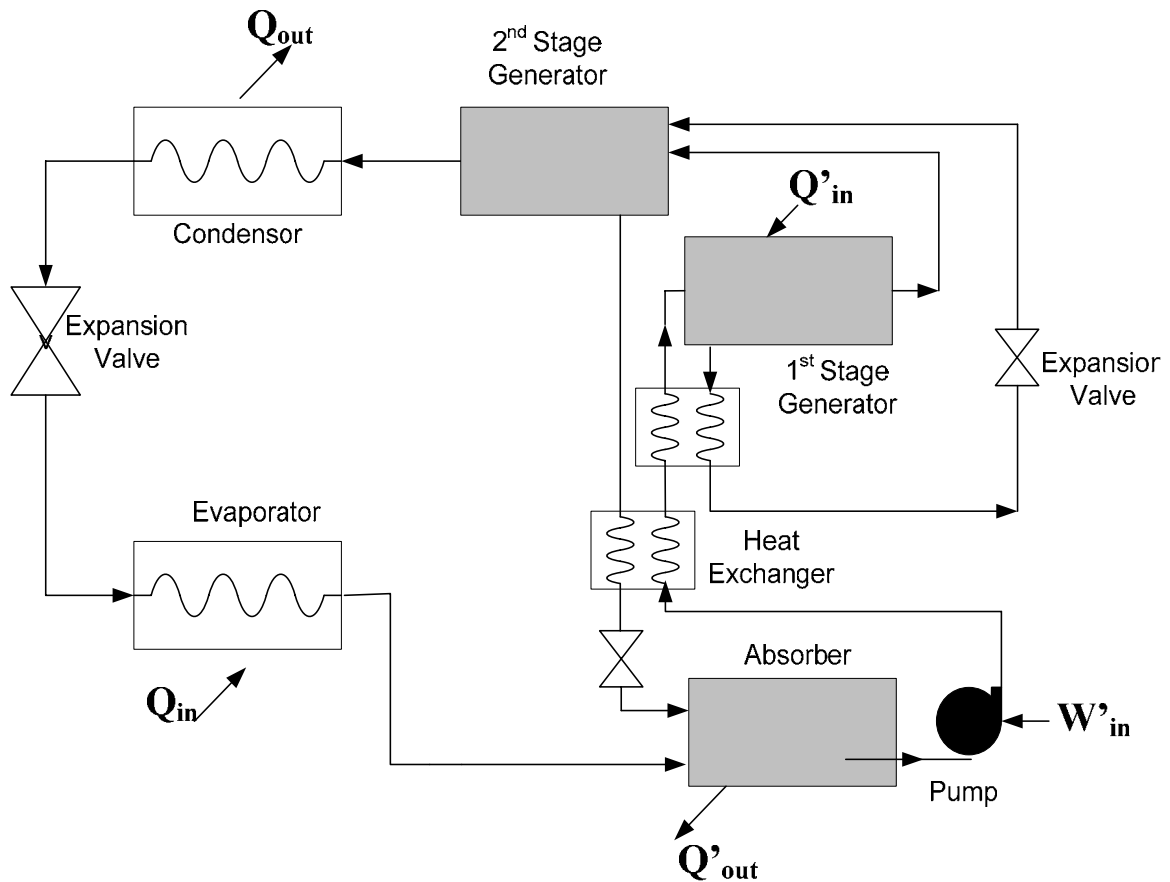 Qout
2nd Stage
Generator
Q’in
Condensor
Expansion
Valve
1st Stage
Generator
Expansion
Valve
Evaporator
Heat
Exchanger
Absorber
Qin
W’in
Pump
Q’out